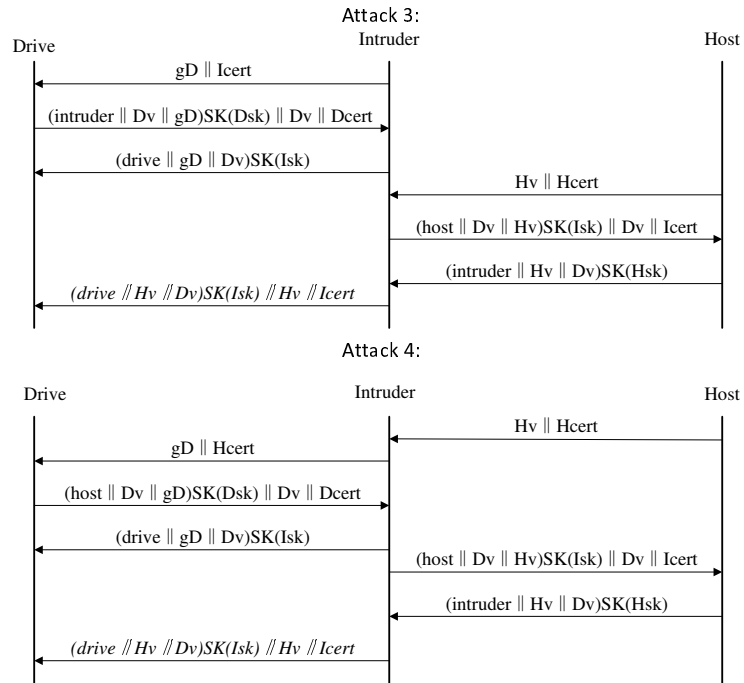 Attack 3:
Drive Intruder Host
gD || Icert
(intruder || Dv || gD)SK(Dsk) || Dv || Dcert
(drive || gD || Dv)SK(Isk)
Hv || Hcert
(host || Dv || Hv)SK(Isk) || Dv || Icert
(intruder || Hv || Dv)SK(Hsk)
(drive // Hv // Dv)SK(Isk) // Hv // Icert
Attack 4:
Drive Intruder Host
Hv || Hcert
gD || Hcert
(host || Dv || gD)SK(Dsk) || Dv || Dcert
(drive || gD || Dv)SK(Isk)
(host || Dv || Hv)SK(Isk) || Dv || Icert
(intruder || Hv || Dv)SK(Hsk)
(drive // Hv // Dv)SK(Isk) // Hv // Icert